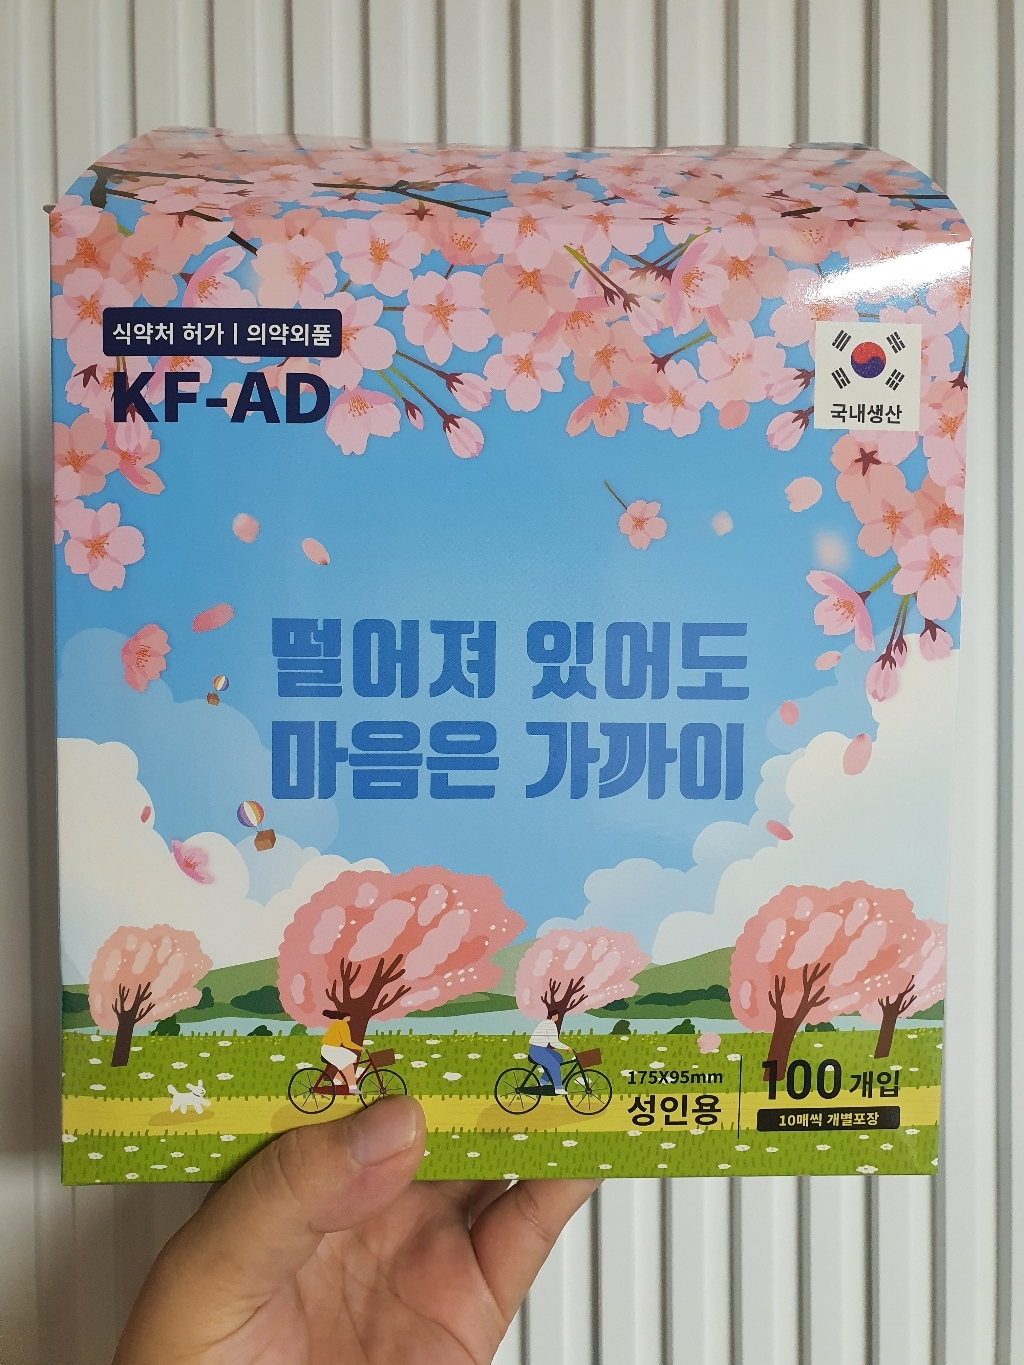 식약처 허가 | 의약외품
KF-AD
국내생산
떨어져 있어도
마음은 가까이
175X95mm
성인용
100개입
10매씩 개별포장